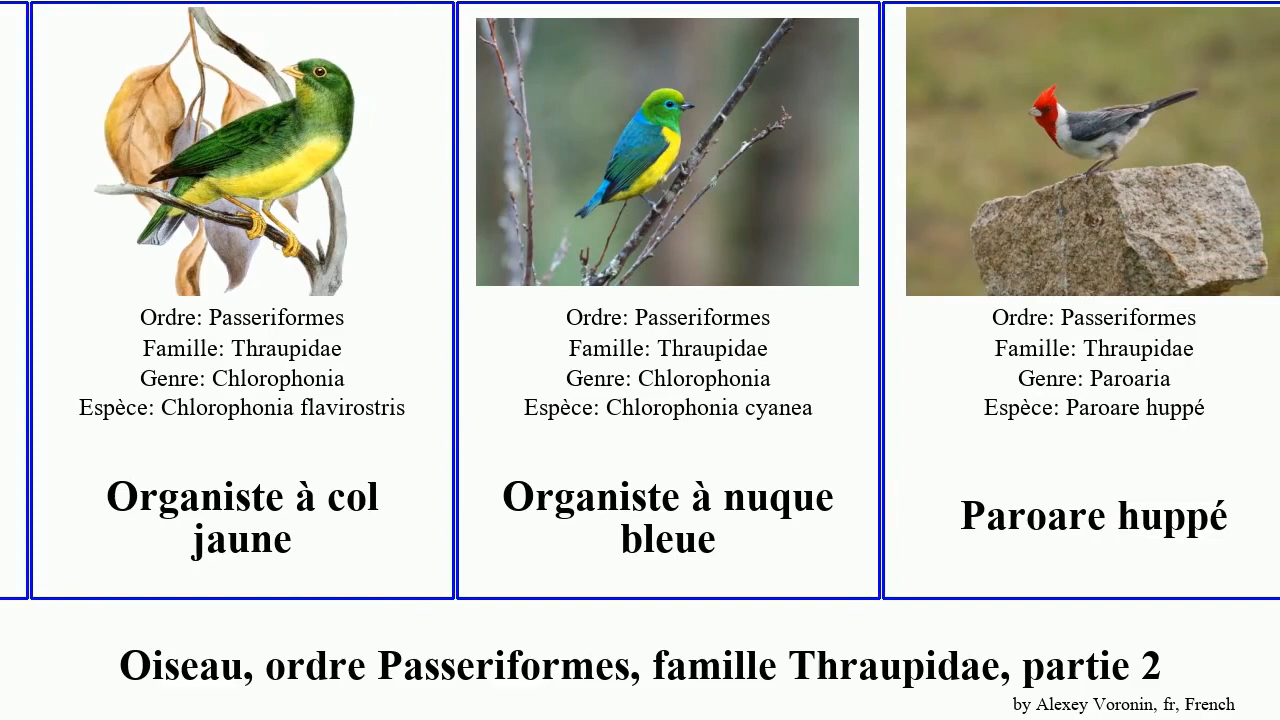 Ordre: Passeriformes
Famille: Thraupidae
Genre: Chlorophonia
Espèce: Chlorophonia flavirostris
Organiste à col
jaune
Ordre: Passeriformes
Famille: Thraupidae
Genre: Chlorophonia
Espèce: Chlorophonia cyanea
Organiste à nuque
bleue
Ordre: Passeriformes
Famille: Thraupidae
Genre: Paroaria
Espèce: Paroare huppé
Paroare huppé
Oiseau, ordre Passeriformes, famille Thraupidae, partie 2
by Alexey Voronin, fr, French